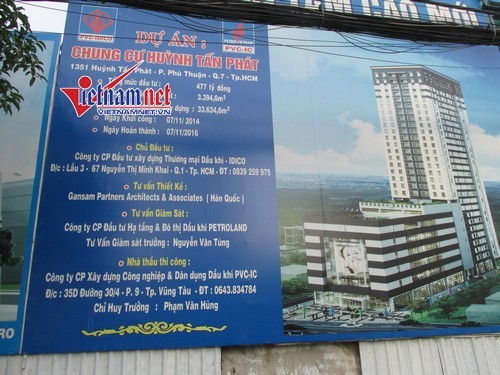 PVC-IDICO
DỰ ÁN :
PETROVIETNAM
PVC-IC
CHUNG CƯ HUỲNH TẤN PHÁT
1351 Huỳnh Tấn Phát - P. Phú Thuận - Q.7 - Tp.HCM
mức đầu tư : 477 tỷ đồng
: 3.394,6m²
dựng : 33.634,6m²
vietnamnet
VIETNAMNET.VN
• Ngày Khởi công : 07/11/2014
• Ngày Hoàn thành : 07/11/2016
• Chủ Đầu tư :
Công ty CP Đầu tư xây dựng Thương mại Dầu khí - IDICO
Đ/c : Lầu 3 - 67 Nguyễn Thị Minh Khai - Q.1 - Tp. HCM - ĐT : 0839 259 975
• Tư vấn Thiết Kế :
Gansam Partners Architects & Associates ( Hàn Quốc )
• Tư vấn Giám Sát :
Công ty CP Đầu tư Hạ tầng & Đô thị Dầu khí PETROLAND
Tư Vấn Giám sát trưởng : Nguyễn Văn Tùng
• Nhà thầu thi công :
Công ty CP Xây dựng Công nghiệp & Dân dụng Dầu khí PVC-IC
Đ/c : 35D Đường 30/4 - P. 9 - Tp. Vũng Tàu - ĐT : 0643.834784
Chỉ Huy Trưởng : Phạm Văn Hùng